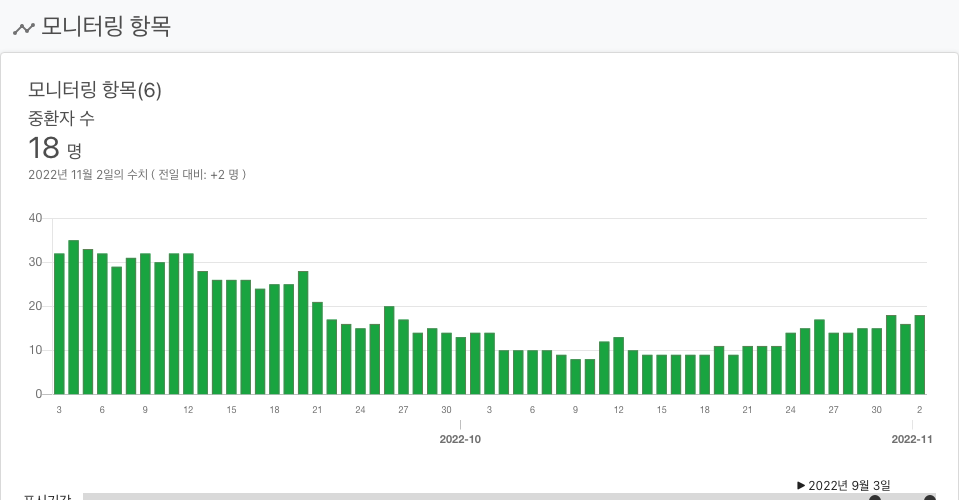 모니터링 항목
모니터링 항목(6)
중환자 수
18 명
2022년 11월 2일의 수치 ( 전일 대비: +2 명 )
40
30
20
10
0
3 6 9 12 15 18 21 24 27 30 3 6 9 12 15 18 21 24 27 30 2
2022-10 2022-11
▶ 2022년 9월 3일
표시기간